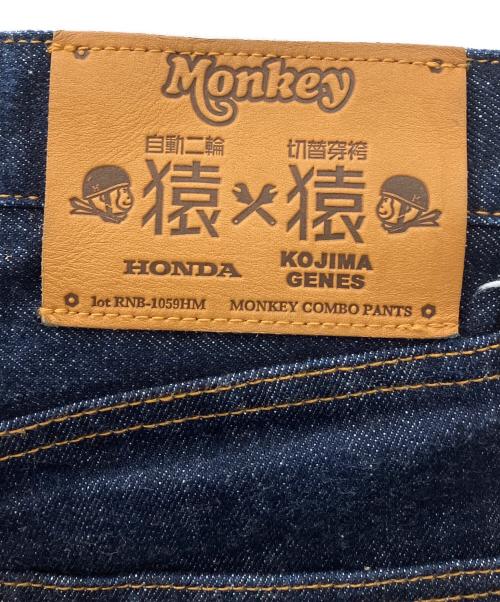 Monkey
自動二輪 切替穿袴
猿 × 猿
HONDA KOJIMA GENES
1ot RNB-1059HM MONKEY COMBO PANTS